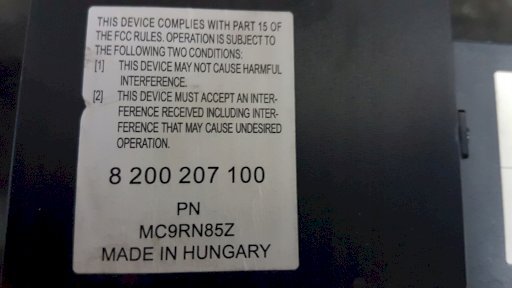 THIS DEVICE COMPLIES WITH PART 15 OF
THE FCC RULES. OPERATION IS SUBJECT TO
THE FOLLOWING TWO CONDITIONS:
[1] THIS DEVICE MAY NOT CAUSE HARMFUL
INTERFERENCE.
[2] THIS DEVICE MUST ACCEPT AN INTER-
FERENCE RECEIVED INCLUDING INTER-
FERENCE THAT MAY CAUSE UNDESIRED
OPERATION.
8 200 207 100
PN
MC9RN85Z
MADE IN HUNGARY